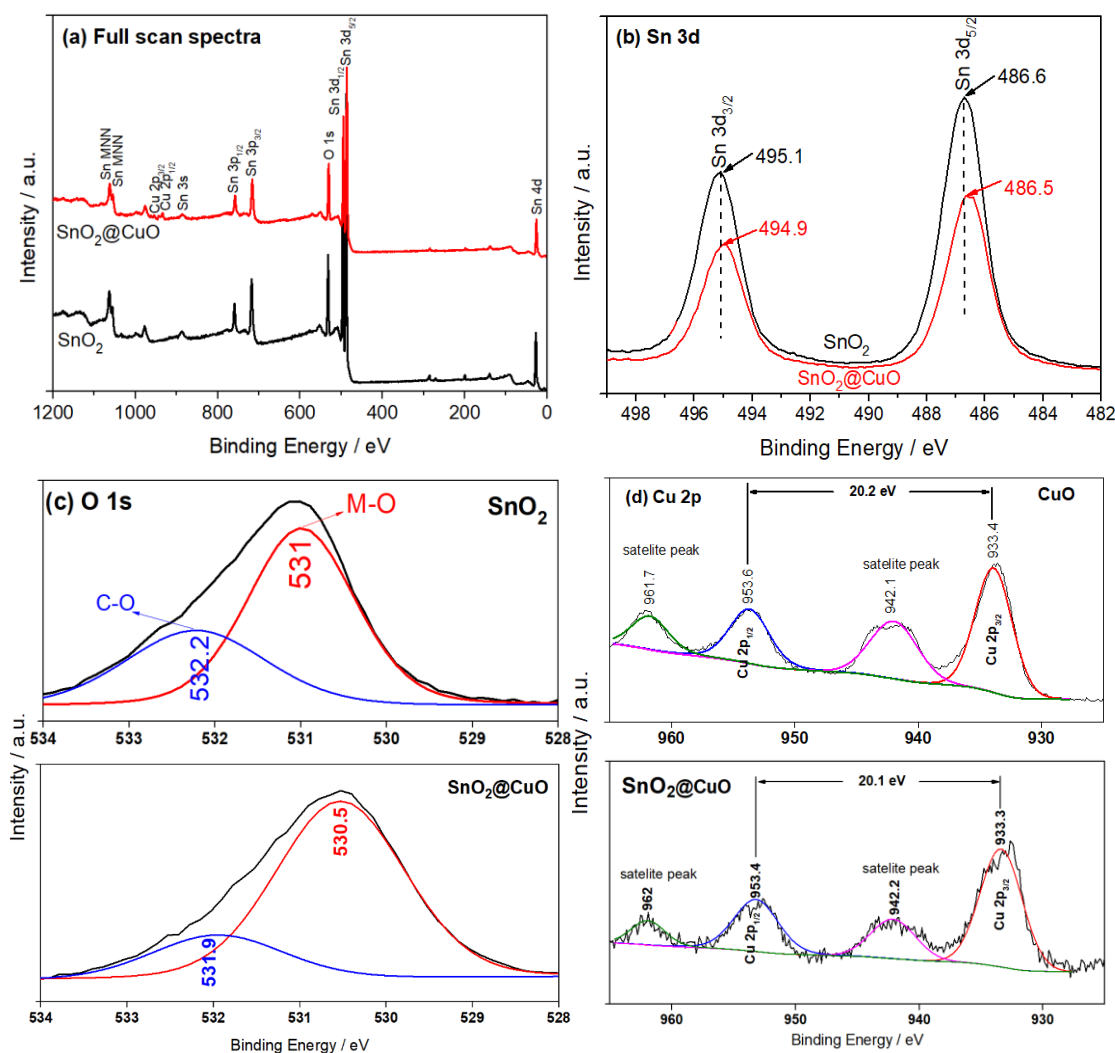 (a) Full scan spectra
Sn MNN
Sn MNN
Cu 2p3/2
Cu 2p1/2
Sn 3s
Sn 3p1/2
Sn 3p3/2
O 1s
Sn 3d1/2
Sn 3d5/2
Sn 4d
SnO2@CuO
SnO2
Intensity / a.u.
1200 1000 800 600 400 200 0
Binding Energy / eV
(b) Sn 3d
Sn 3d3/2
Sn 3d5/2
486.6
495.1
486.5
494.9
SnO2
SnO2@CuO
Intensity / a.u.
498 496 494 492 490 488 486 484 482
Binding Energy / eV
(c) O 1s
SnO2
M-O
C-O
531
532.2
534 533 532 531 530 529 528
Intensity / a.u.
SnO2@CuO
530.5
531.9
534 533 532 531 530 529 528
Binding Energy / eV
(d) Cu 2p
CuO
20.2 eV
satelite peak
satelite peak
961.7
953.6
942.1
933.4
Cu 2p1/2
Cu 2p3/2
960 950 940 930
Intensity / a.u.
SnO2@CuO
20.1 eV
satelite peak
satelite peak
962
953.4
942.2
933.3
Cu 2p1/2
Cu 2p3/2
960 950 940 930
Binding Energy / eV